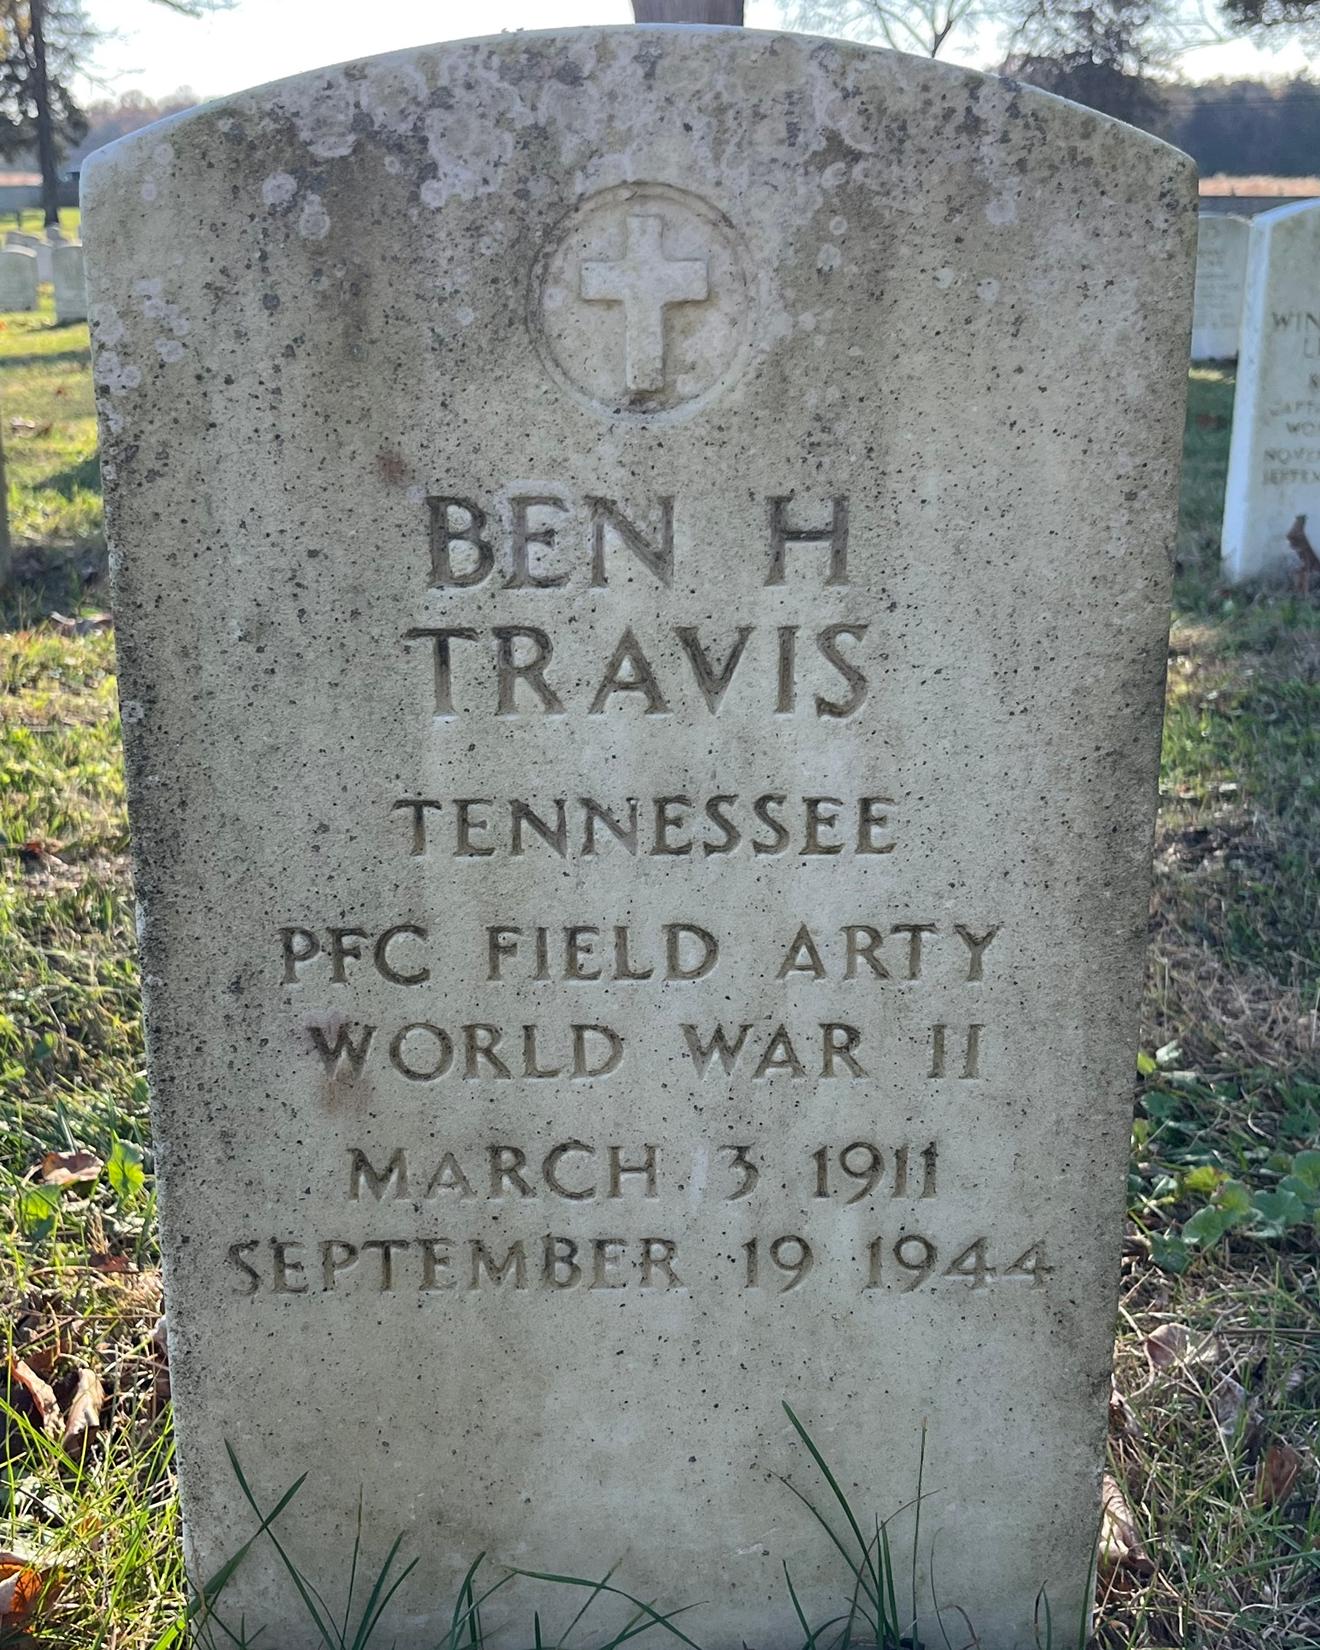 BEN H
TRAVIS
TENNESSEE
PFC FIELD ARTY
WORLD WAR II
MARCH 3 1911
SEPTEMBER 19 1944